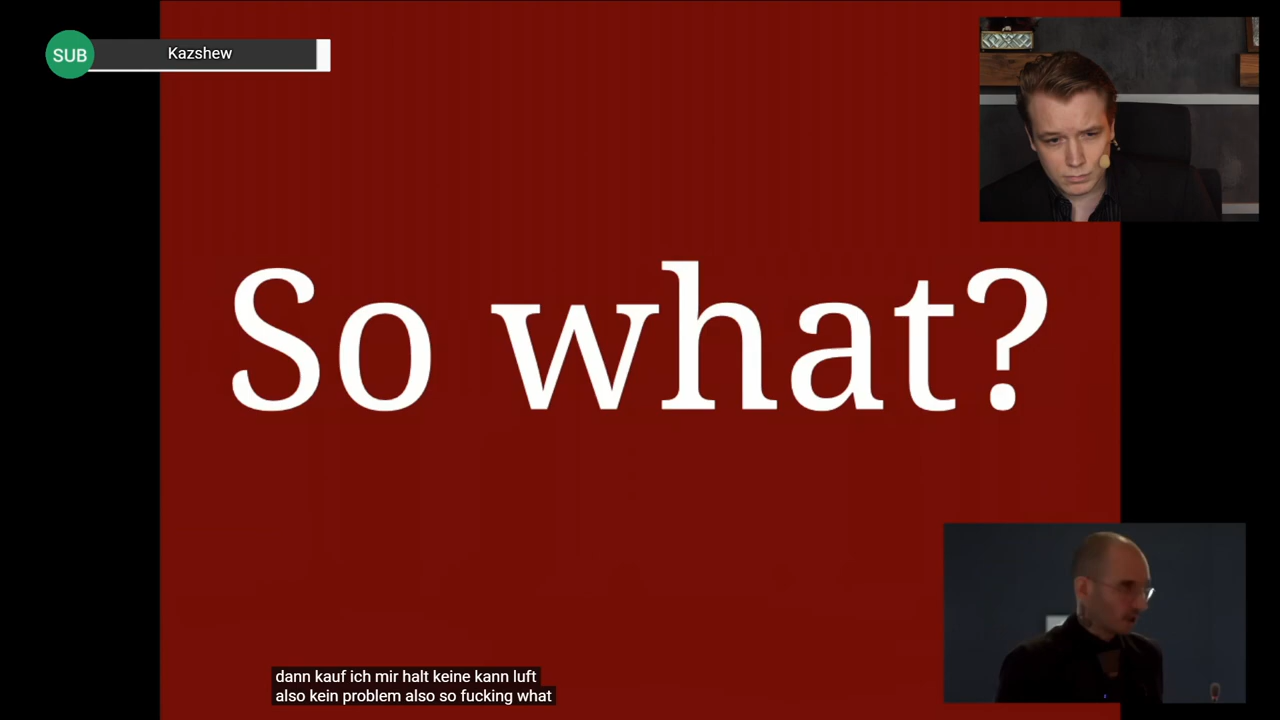 SUB
Kazshew
So what?
dann kauf ich mir halt keine kann luft
also kein problem also so fucking what